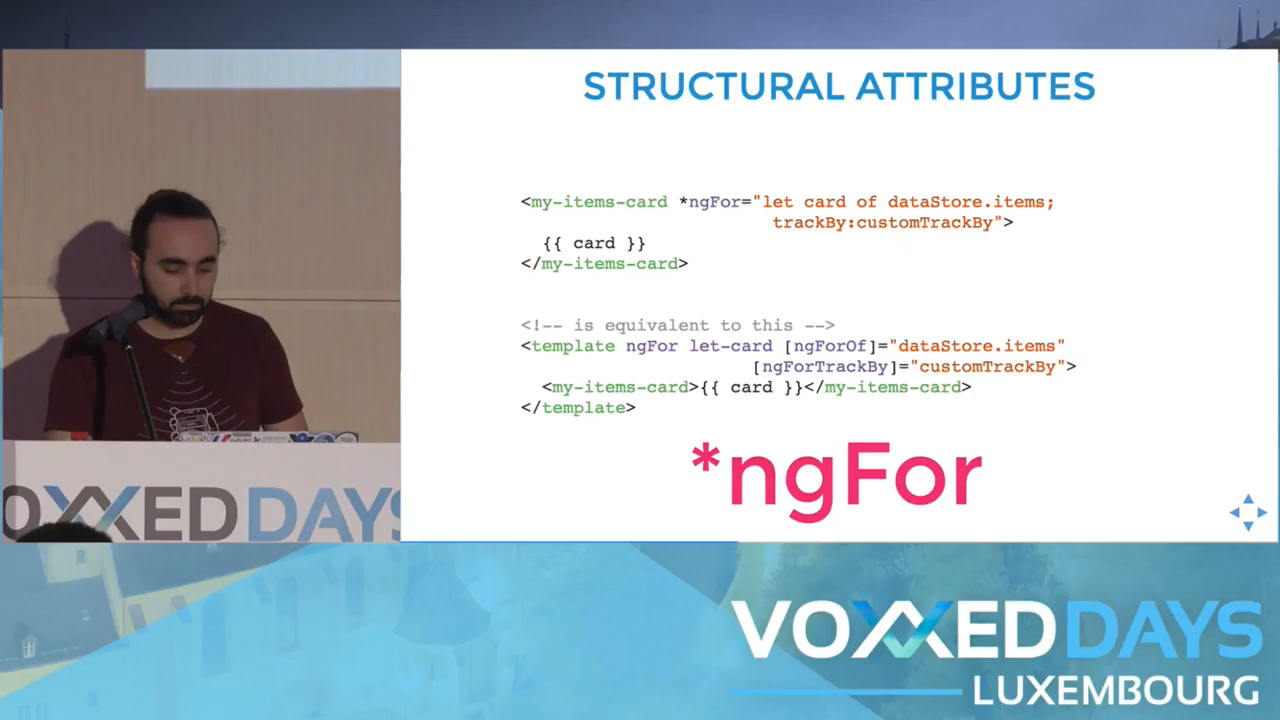 STRUCTURAL ATTRIBUTES
<my-items-card *ngFor="let card of dataStore.items;
trackBy:customTrackBy">
{{ card }}
</my-items-card>
<!-- is equivalent to this -->
<template ngFor let-card [ngForOf]="dataStore.items"
[ngForTrackBy]="customTrackBy">
<my-items-card>{{ card }}</my-items-card>
</template>
*ngFor
VOXXED DAYS
VOXXED DAYS
LUXEMBOURG